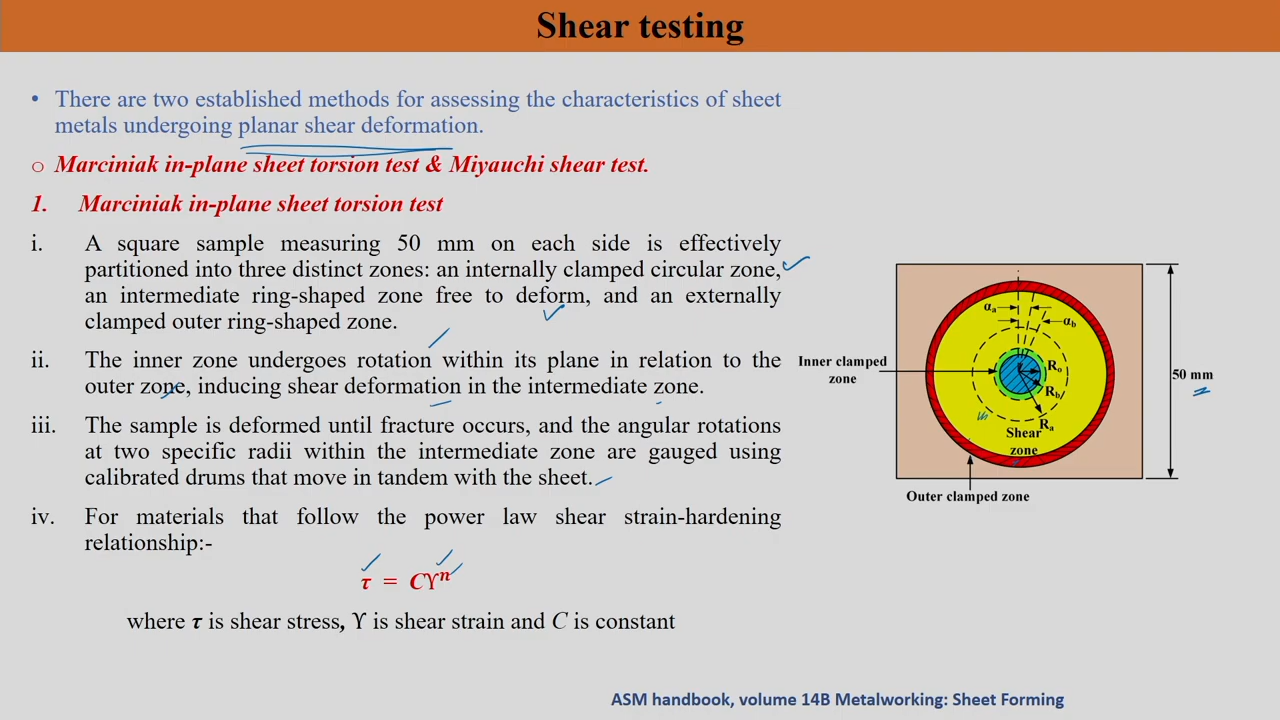 Shear testing
• There are two established methods for assessing the characteristics of sheet
metals undergoing planar shear deformation.
o Marciniak in-plane sheet torsion test & Miyauchi shear test.
1. Marciniak in-plane sheet torsion test
i. A square sample measuring 50 mm on each side is effectively
partitioned into three distinct zones: an internally clamped circular zone,
an intermediate ring-shaped zone free to deform, and an externally
clamped outer ring-shaped zone.
ii. The inner zone undergoes rotation within its plane in relation to the
outer zone, inducing shear deformation in the intermediate zone.
iii. The sample is deformed until fracture occurs, and the angular rotations
at two specific radii within the intermediate zone are gauged using
calibrated drums that move in tandem with the sheet.
iv. For materials that follow the power law shear strain-hardening
relationship:-
τ = Cϒⁿ
where τ is shear stress, ϒ is shear strain and C is constant
αa
αb
Inner clamped
zone
Ro
Rb
Ra
Shear
zone
50 mm
Outer clamped zone
ASM handbook, volume 14B Metalworking: Sheet Forming